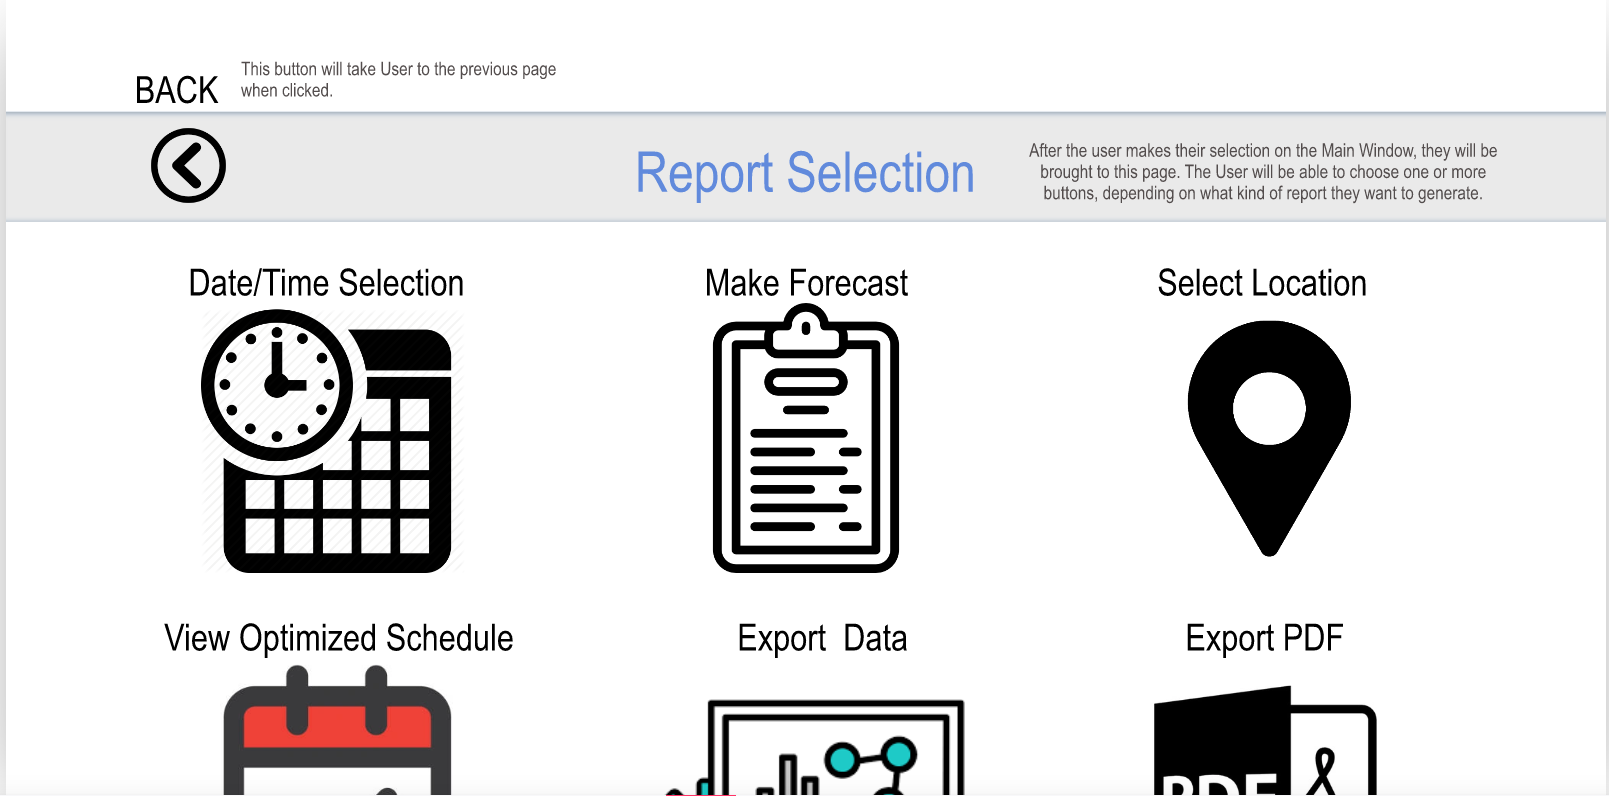 This button will take User to the previous page
BACK when clicked.
Report Selection
After the user makes their selection on the Main Window, they will be
brought to this page. The User will be able to choose one or more
buttons, depending on what kind of report they want to generate.
Date/Time Selection
Make Forecast
Select Location
View Optimized Schedule
Export Data
Export PDF
PDF